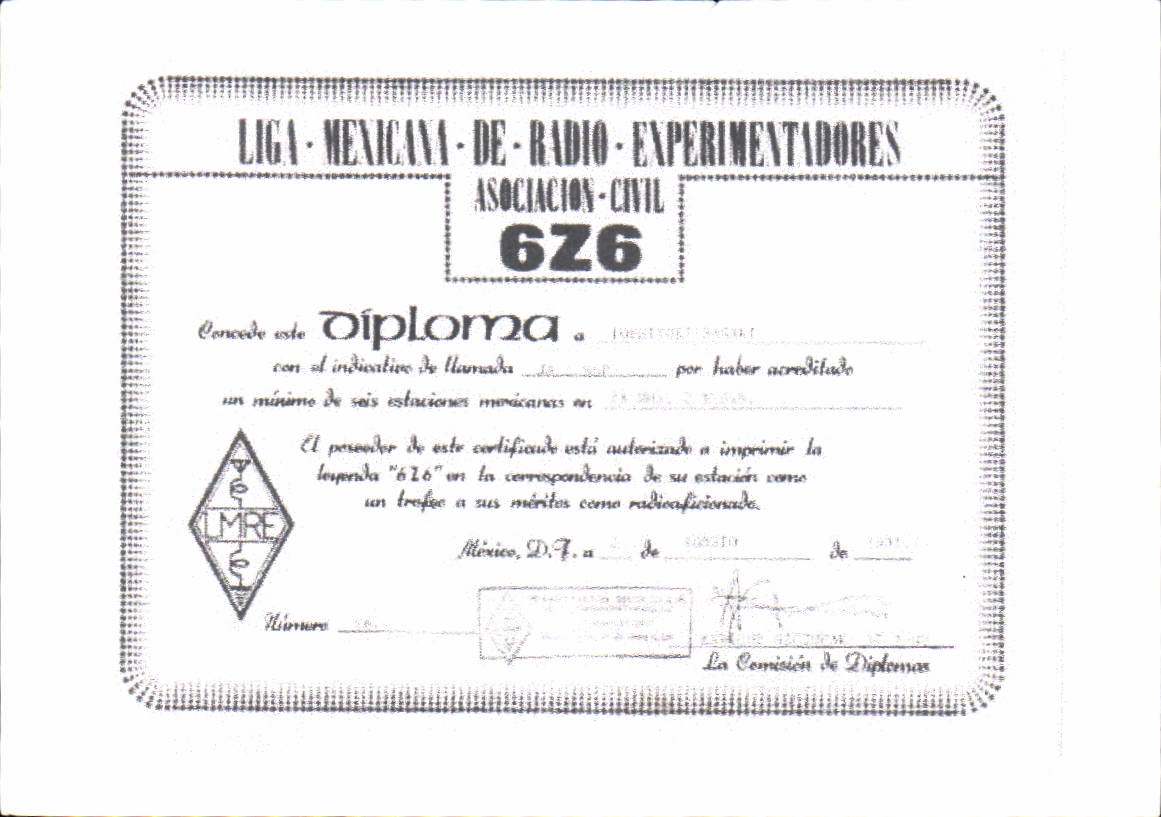 LIGA · MEXICANA · DE · RADIO · EXPERIMENTADORES
ASOCIACION · CIVIL
6Z6
Concede este Diploma a
con el indicativo de llamada por haber acreditado
un mínimo de seis estaciones mexicanas en
El poseedor de este certificado está autorizado a imprimir la
leyenda "6Z6" en la correspondencia de su estación como
un trofeo a sus méritos como radioaficionado.
LMRE
México, D.F. a de de
Número
La Comisión de Diplomas